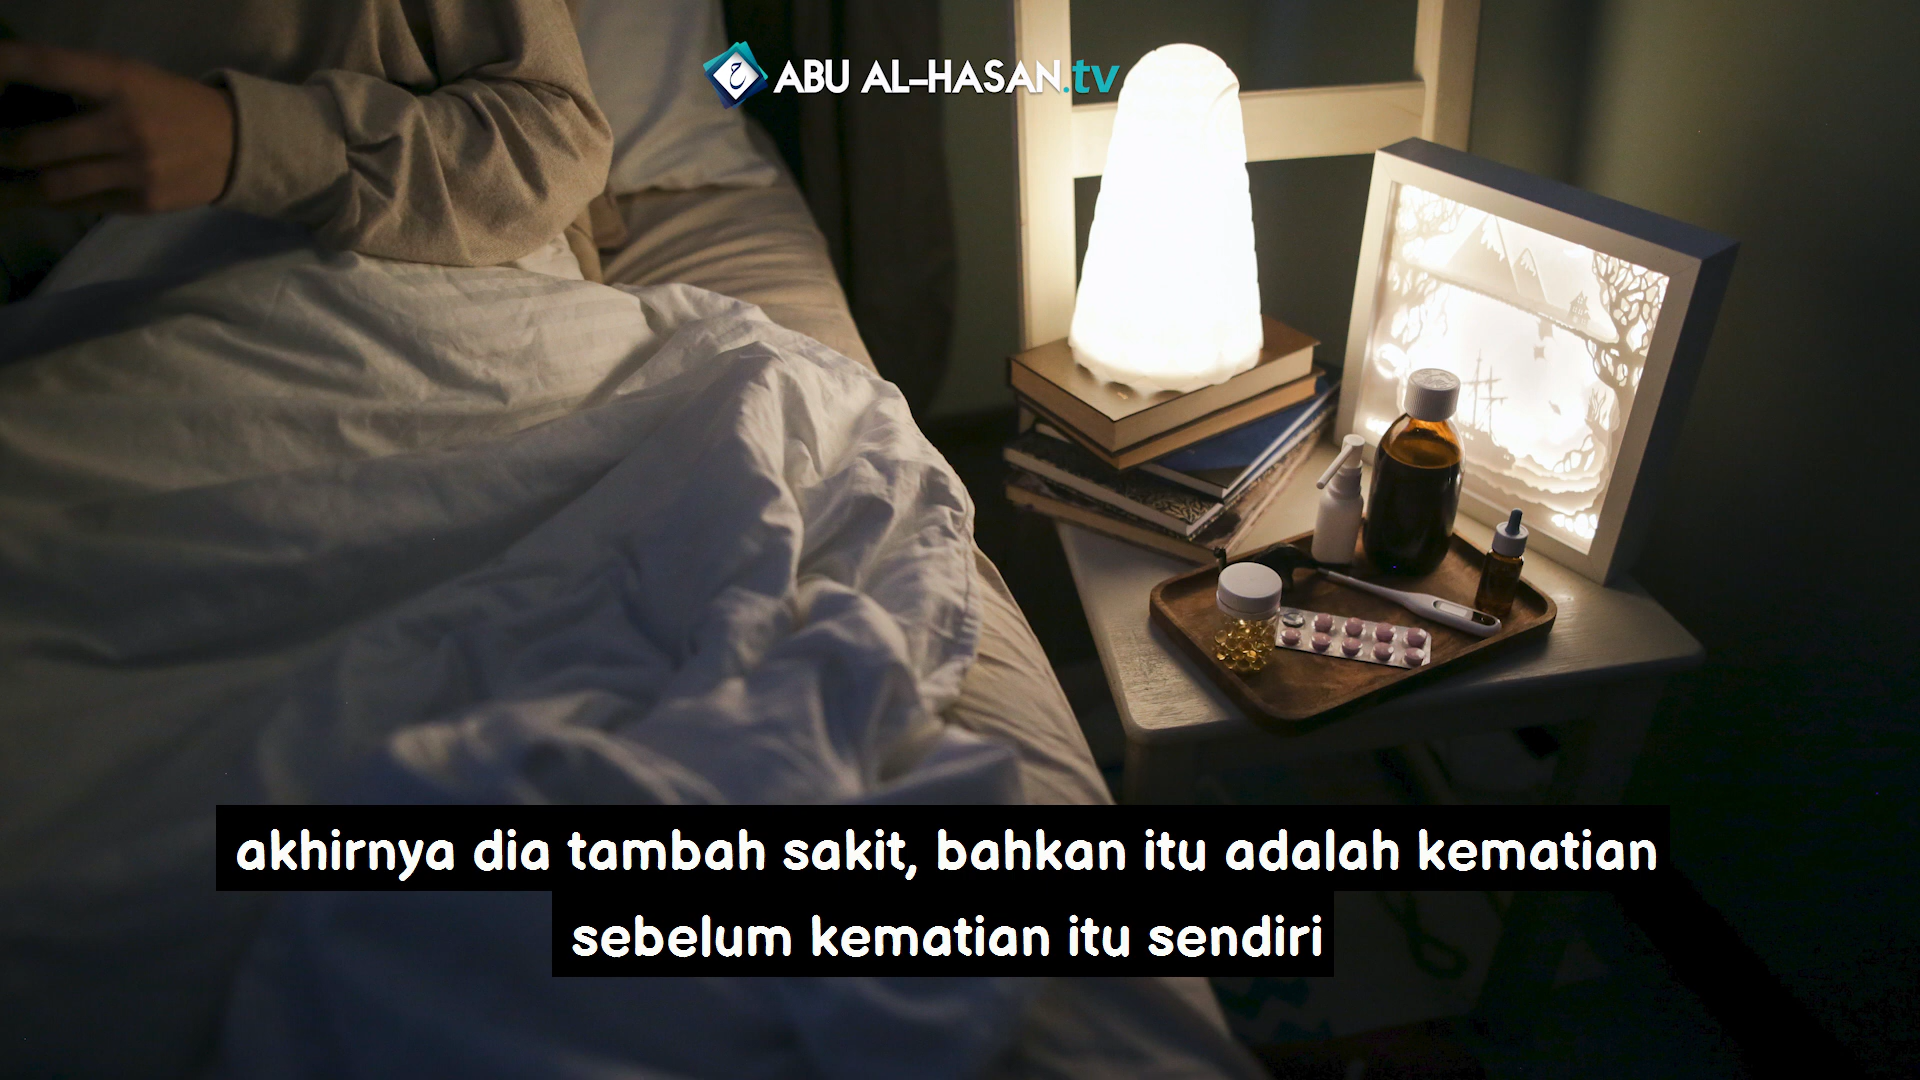 ABU AL-HASAN.tv
akhirnya dia tambah sakit, bahkan itu adalah kematian
sebelum kematian itu sendiri